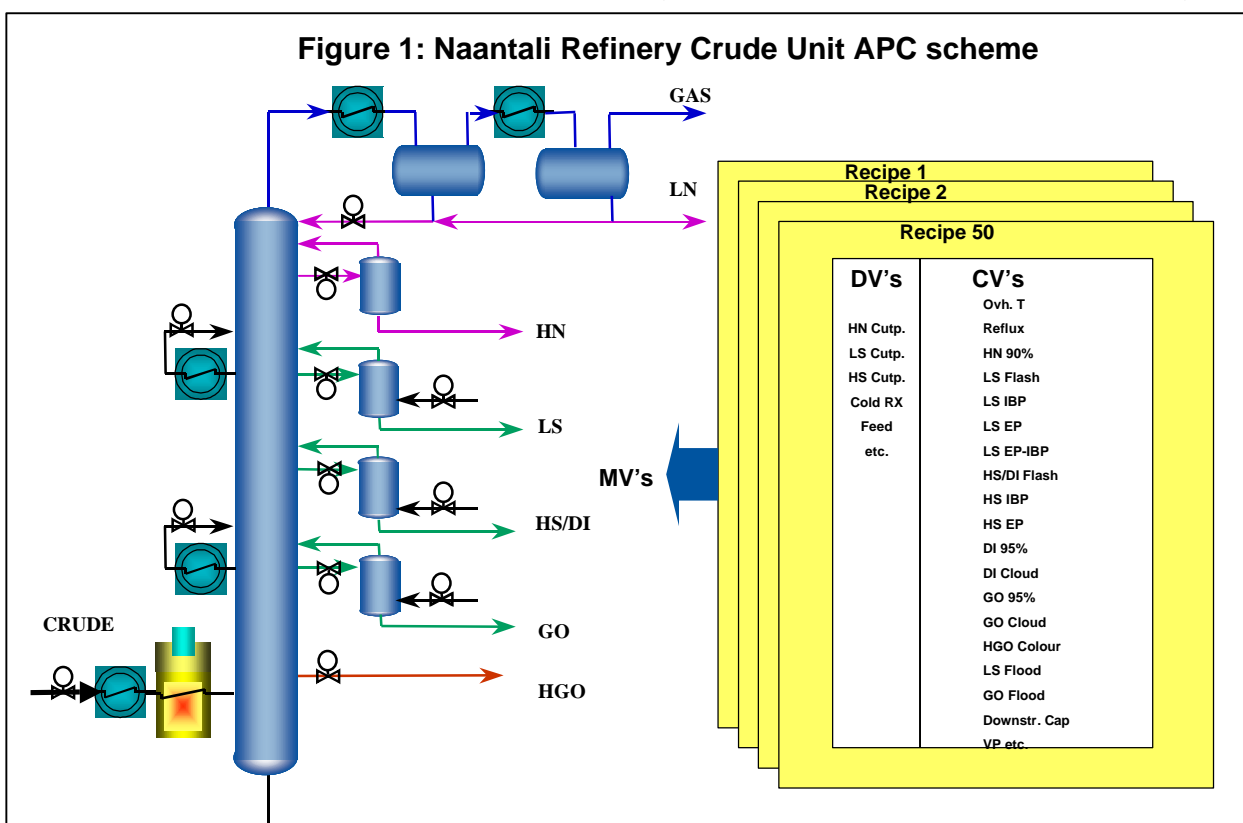 Figure 1: Naantali Refinery Crude Unit APC scheme
GAS
LN
HN
LS
HS/DI
GO
HGO
CRUDE
MV's
Recipe 1
Recipe 2
Recipe 50
DV's
HN Cutp.
LS Cutp.
HS Cutp.
Cold RX
Feed
etc.
CV's
Ovh. T
Reflux
HN 90%
LS Flash
LS IBP
LS EP
LS EP-IBP
HS/DI Flash
HS IBP
HS EP
DI 95%
DI Cloud
GO 95%
GO Cloud
HGO Colour
LS Flood
GO Flood
Downstr. Cap
VP etc.